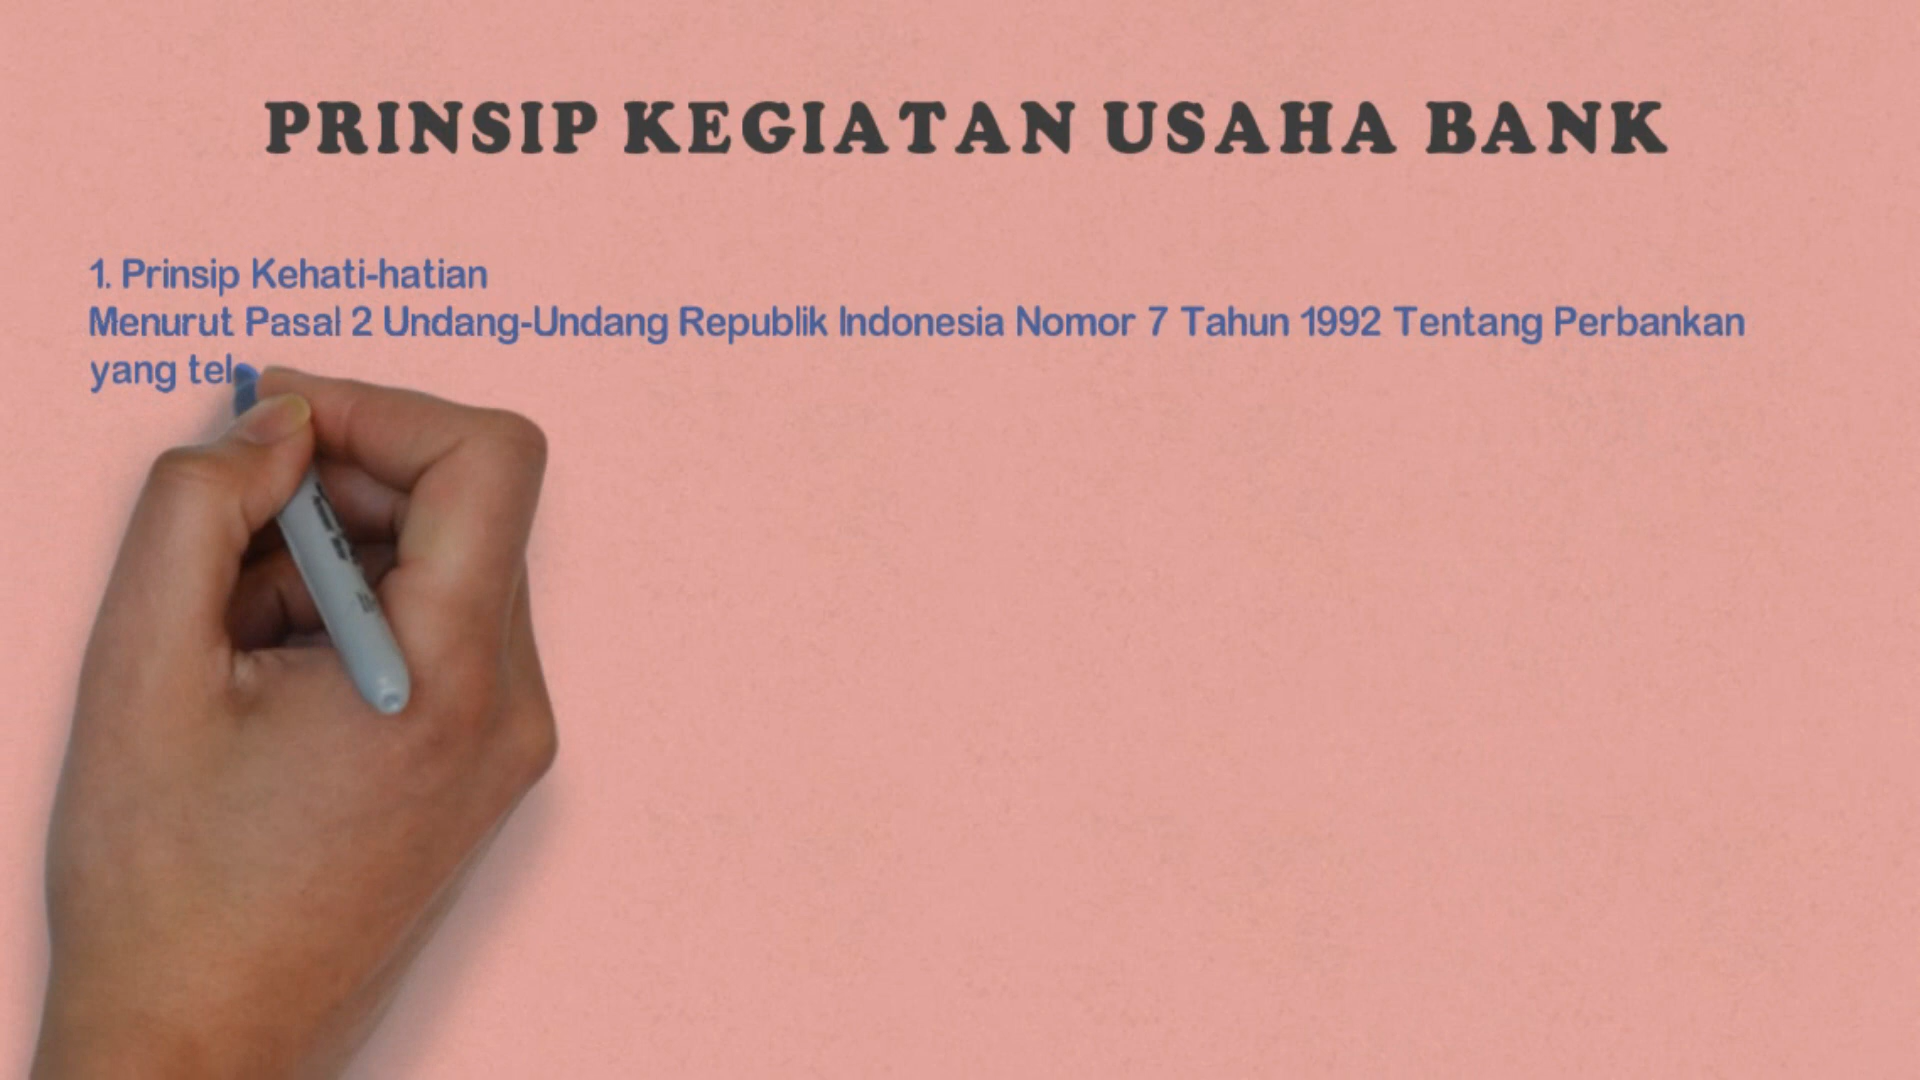 PRINSIP KEGIATAN USAHA BANK
1. Prinsip Kehati-hatian
Menurut Pasal 2 Undang-Undang Republik Indonesia Nomor 7 Tahun 1992 Tentang Perbankan
yang tel